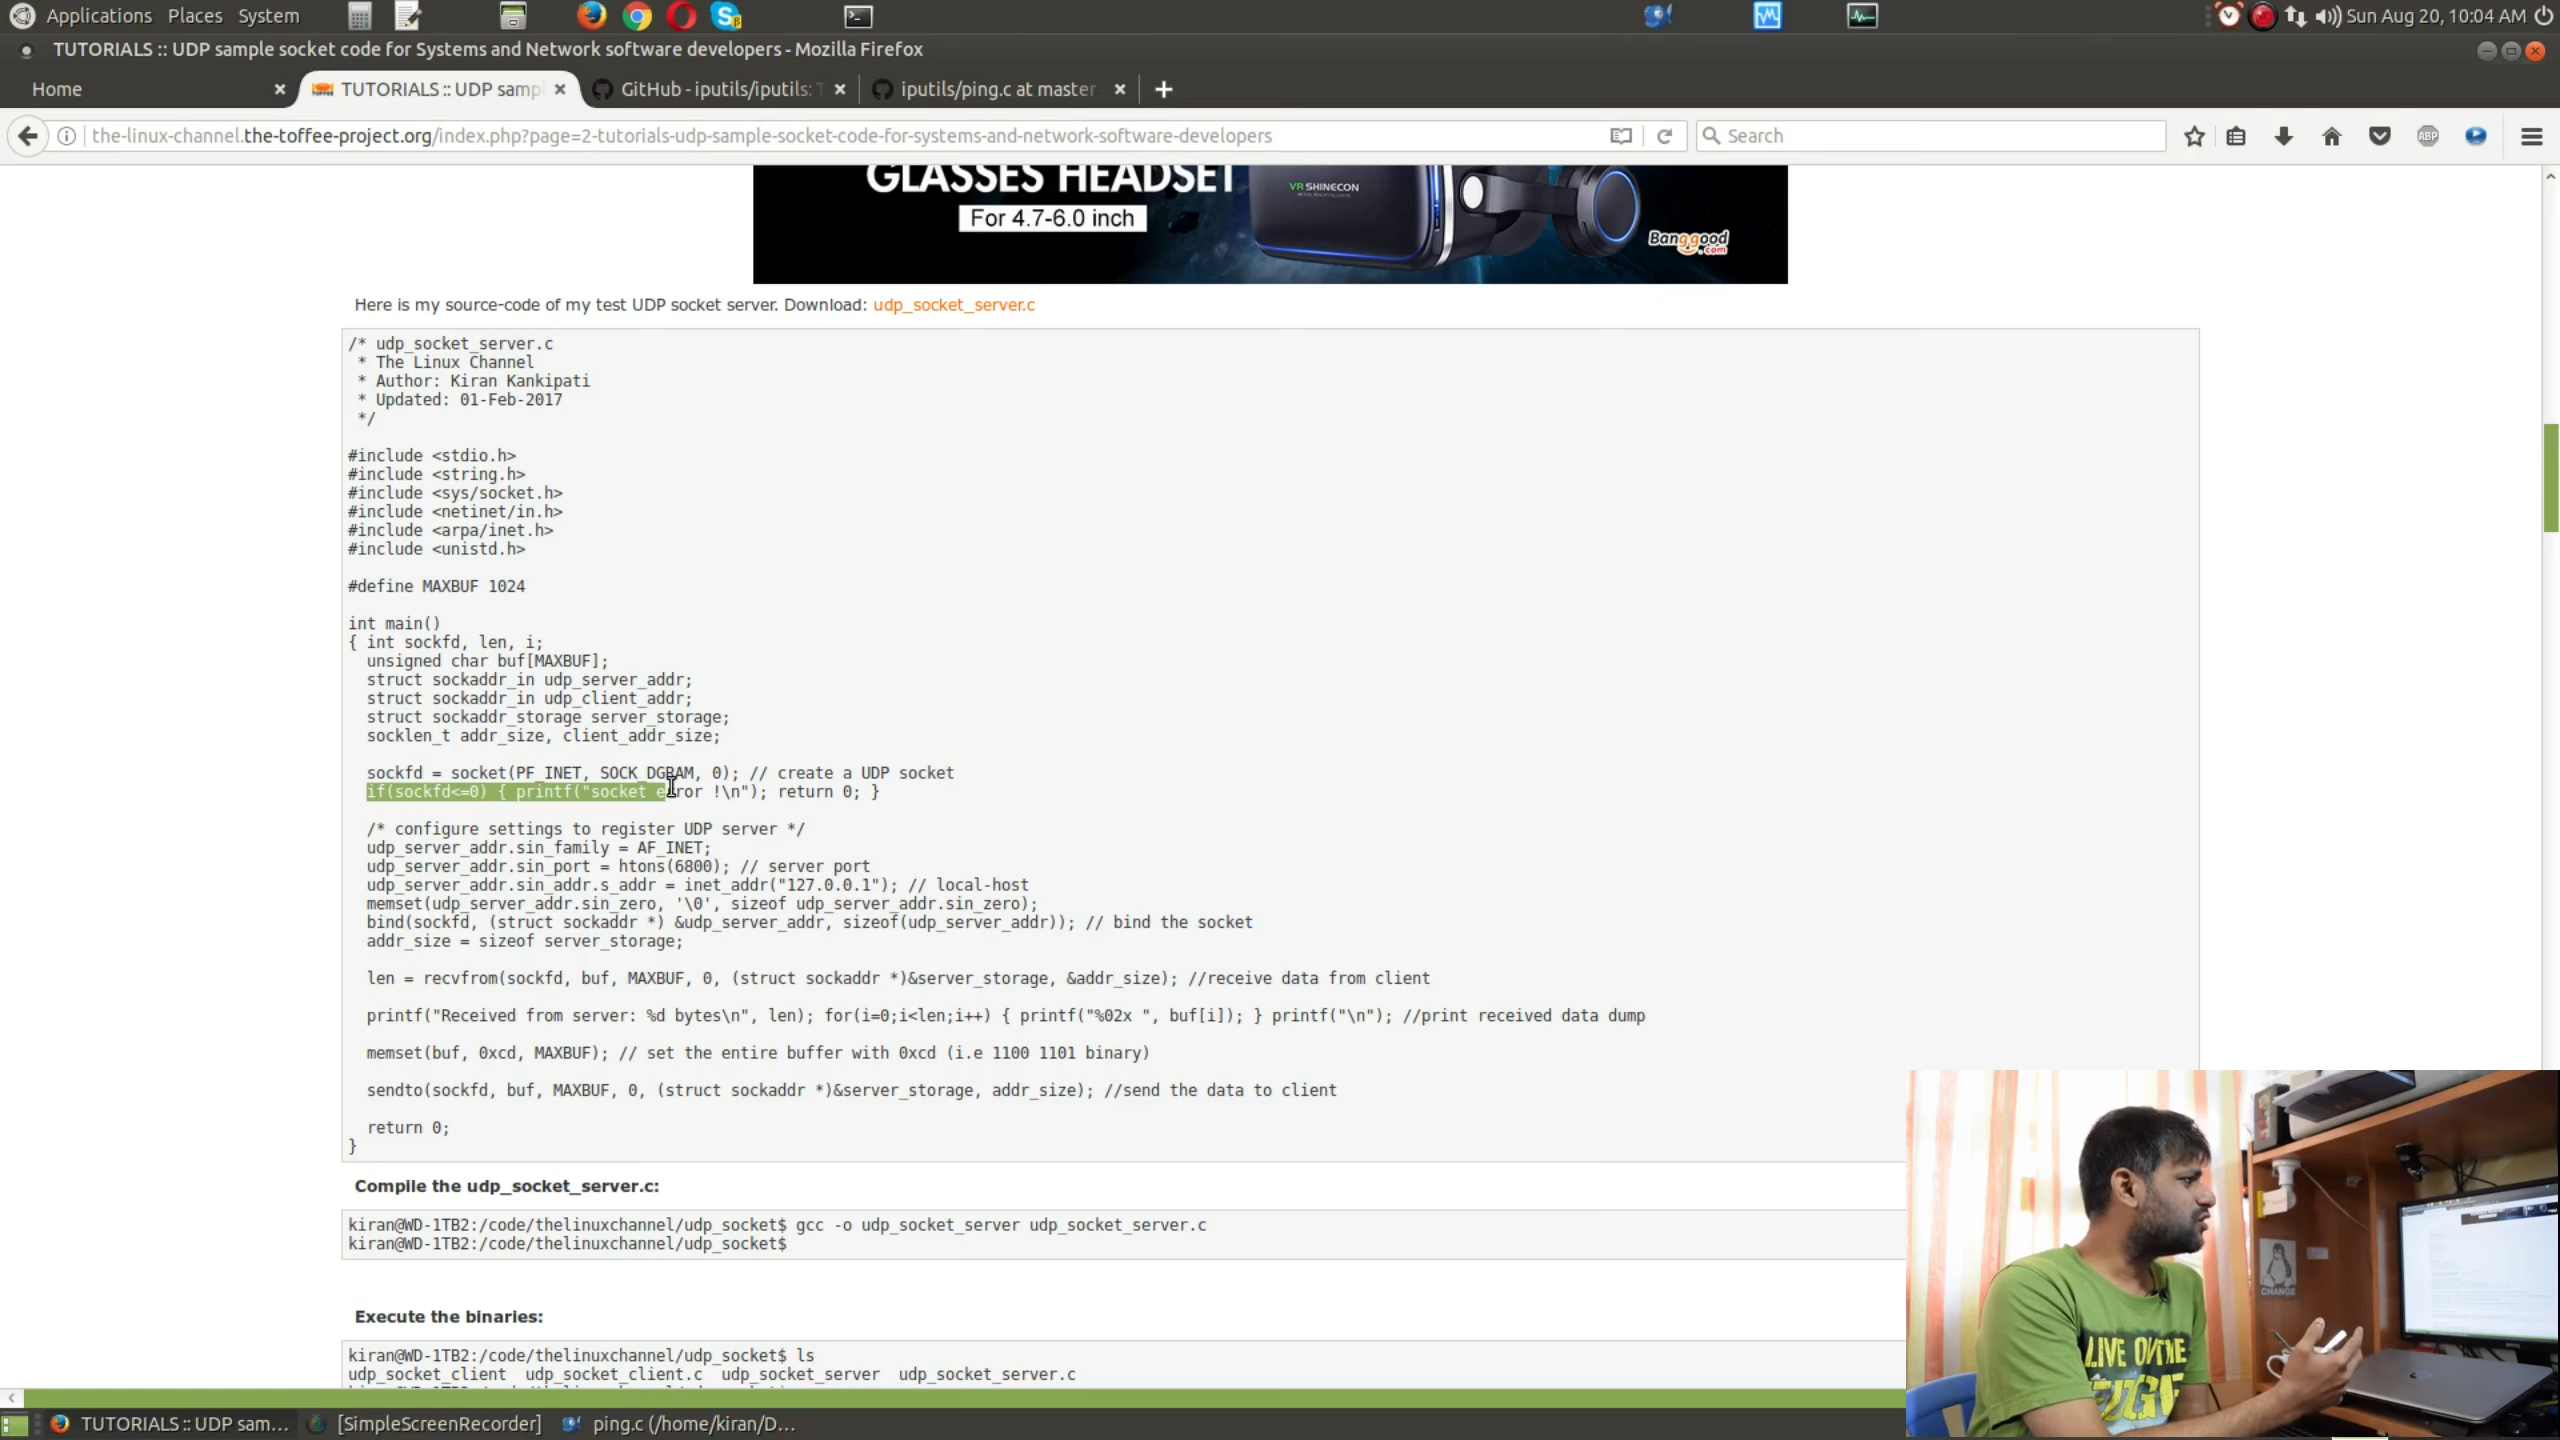 Applications Places System
Sun Aug 20, 10:04 AM
TUTORIALS :: UDP sample socket code for Systems and Network software developers - Mozilla Firefox
Home
TUTORIALS :: UDP samp
GitHub - iputils/iputils: T
iputils/ping.c at master
the-linux-channel.the-toffee-project.org/index.php?page=2-tutorials-udp-sample-socket-code-for-systems-and-network-software-developers
Search
ABP
GLASSES HEADSET
VR SHINECON
For 4.7-6.0 inch
Banggood.com
Here is my source-code of my test UDP socket server. Download: udp_socket_server.c
/* udp_socket_server.c
* The Linux Channel
* Author: Kiran Kankipati
* Updated: 01-Feb-2017
*/
#include <stdio.h>
#include <string.h>
#include <sys/socket.h>
#include <netinet/in.h>
#include <arpa/inet.h>
#include <unistd.h>
#define MAXBUF 1024
int main()
{ int sockfd, len, i;
unsigned char buf[MAXBUF];
struct sockaddr_in udp_server_addr;
struct sockaddr_in udp_client_addr;
struct sockaddr_storage server_storage;
socklen_t addr_size, client_addr_size;
sockfd = socket(PF_INET, SOCK_DGRAM, 0); // create a UDP socket
if(sockfd<=0) { printf("socket error !\n"); return 0; }
/* configure settings to register UDP server */
udp_server_addr.sin_family = AF_INET;
udp_server_addr.sin_port = htons(6800); // server port
udp_server_addr.sin_addr.s_addr = inet_addr("127.0.0.1"); // local-host
memset(udp_server_addr.sin_zero, '\0', sizeof udp_server_addr.sin_zero);
bind(sockfd, (struct sockaddr *) &udp_server_addr, sizeof(udp_server_addr)); // bind the socket
addr_size = sizeof server_storage;
len = recvfrom(sockfd, buf, MAXBUF, 0, (struct sockaddr *)&server_storage, &addr_size); //receive data from client
printf("Received from server: %d bytes\n", len); for(i=0;i<len;i++) { printf("%02x ", buf[i]); } printf("\n"); //print received data dump
memset(buf, 0xcd, MAXBUF); // set the entire buffer with 0xcd (i.e 1100 1101 binary)
sendto(sockfd, buf, MAXBUF, 0, (struct sockaddr *)&server_storage, addr_size); //send the data to client
return 0;
}
Compile the udp_socket_server.c:
kiran@WD-1TB2:/code/thelinuxchannel/udp_socket$ gcc -o udp_socket_server udp_socket_server.c
kiran@WD-1TB2:/code/thelinuxchannel/udp_socket$
Execute the binaries:
kiran@WD-1TB2:/code/thelinuxchannel/udp_socket$ ls
udp_socket_client udp_socket_client.c udp_socket_server udp_socket_server.c
CHANGE
LIVE ON THE
EDGE
TUTORIALS :: UDP sam...
[SimpleScreenRecorder]
ping.c (/home/kiran/D...